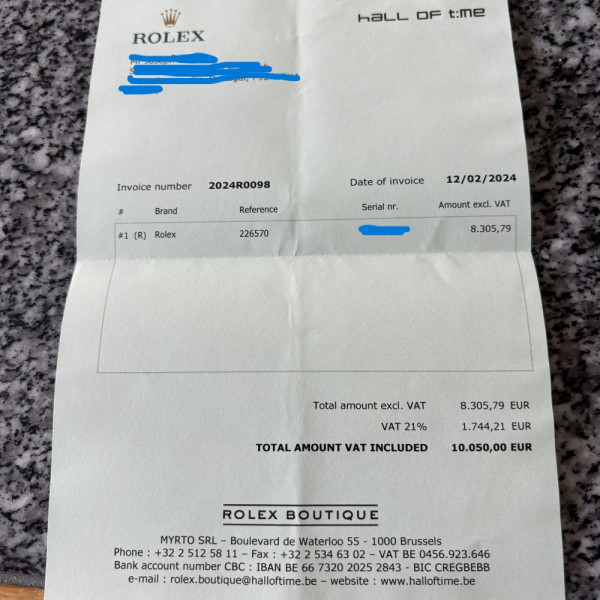 ROLEX
HALL OF t:me
Invoice number 2024R0098
Date of invoice 12/02/2024
# Brand Reference Serial nr. Amount excl. VAT
#1 (R) Rolex 226570 8.305,79
Total amount excl. VAT 8.305,79 EUR
VAT 21% 1.744,21 EUR
TOTAL AMOUNT VAT INCLUDED 10.050,00 EUR
ROLEX BOUTIQUE
MYRTO SRL – Boulevard de Waterloo 55 - 1000 Brussels
Phone : +32 2 512 58 11 – Fax : +32 2 534 63 02 – VAT BE 0456.923.646
Bank account number CBC : IBAN BE 66 7320 2025 2843 - BIC CREGBEBB
e-mail : rolex.boutique@halloftime.be – website : www.halloftime.be